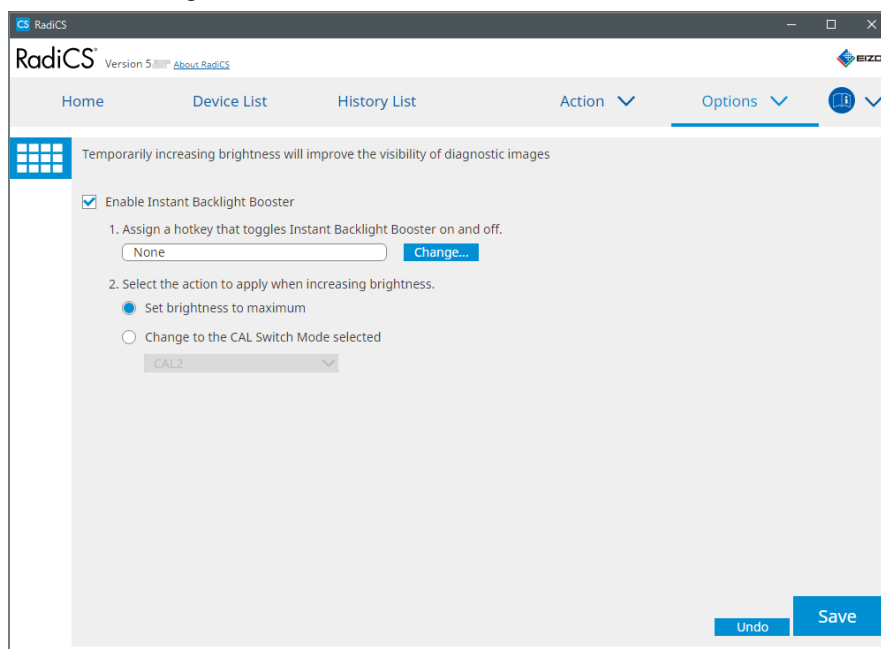 CS RadiCS
RadiCS Version 5. About RadiCS
EIZO
Home Device List History List Action Options
Temporarily increasing brightness will improve the visibility of diagnostic images
Enable Instant Backlight Booster
1. Assign a hotkey that toggles Instant Backlight Booster on and off.
None Change...
2. Select the action to apply when increasing brightness.
Set brightness to maximum
Change to the CAL Switch Mode selected
CAL2
Undo Save